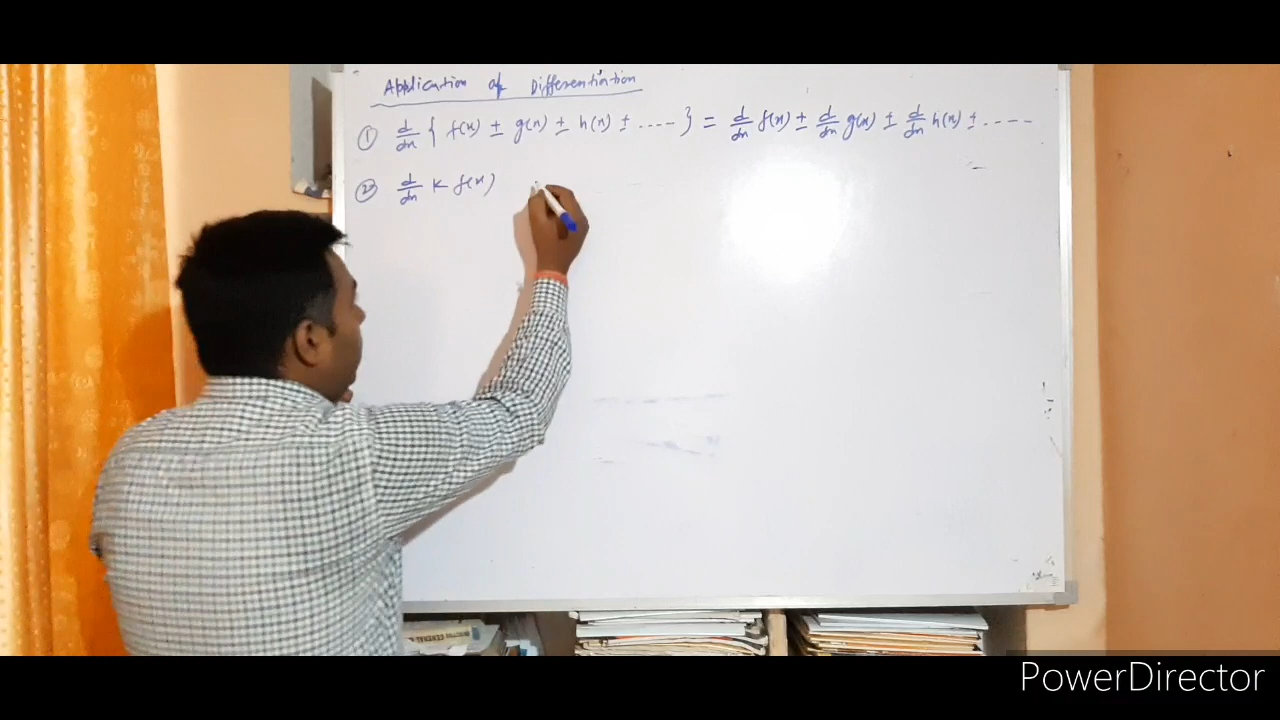 Application of Differentiation
① d/dx { f(x) ± g(x) ± h(x) ± .... } = d/dx f(x) ± d/dx g(x) ± d/dx h(x) ± ....
② d/dx K f(x)
PowerDirector